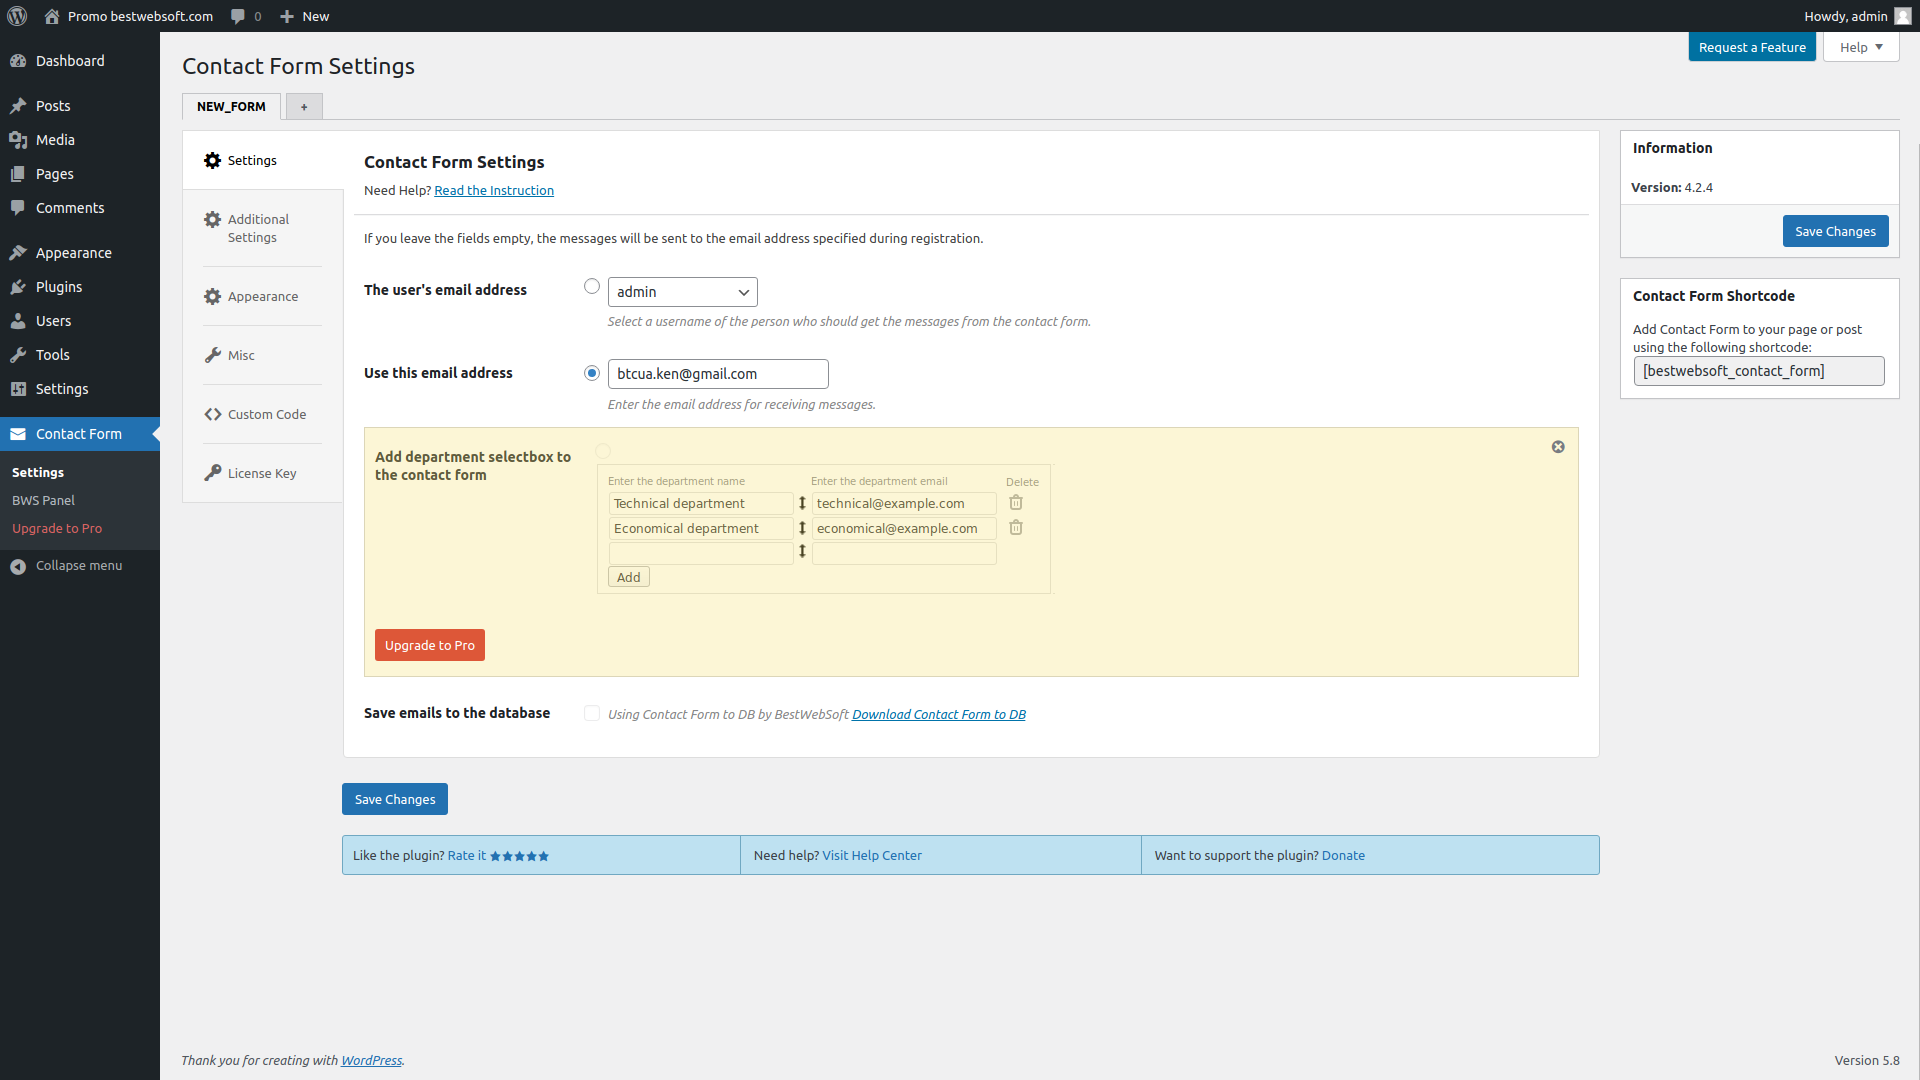 Promo bestwebsoft.com
0
New
Howdy, admin
Dashboard
Posts
Media
Pages
Comments
Appearance
Plugins
Users
Tools
Settings
Contact Form
Settings
BWS Panel
Upgrade to Pro
Collapse menu
Request a Feature
Help
Contact Form Settings
NEW_FORM
+
Settings
Additional
Settings
Appearance
Misc
Custom Code
License Key
Contact Form Settings
Need Help? Read the Instruction
If you leave the fields empty, the messages will be sent to the email address specified during registration.
The user's email address
admin
Select a username of the person who should get the messages from the contact form.
Use this email address
btcua.ken@gmail.com
Enter the email address for receiving messages.
Add department selectbox to
the contact form
Enter the department name
Enter the department email
Delete
Technical department
technical@example.com
Economical department
economical@example.com
Add
Upgrade to Pro
Save emails to the database
Using Contact Form to DB by BestWebSoft Download Contact Form to DB
Save Changes
Like the plugin? Rate it
Need help? Visit Help Center
Want to support the plugin? Donate
Information
Version: 4.2.4
Save Changes
Contact Form Shortcode
Add Contact Form to your page or post
using the following shortcode:
[bestwebsoft_contact_form]
Thank you for creating with WordPress.
Version 5.8